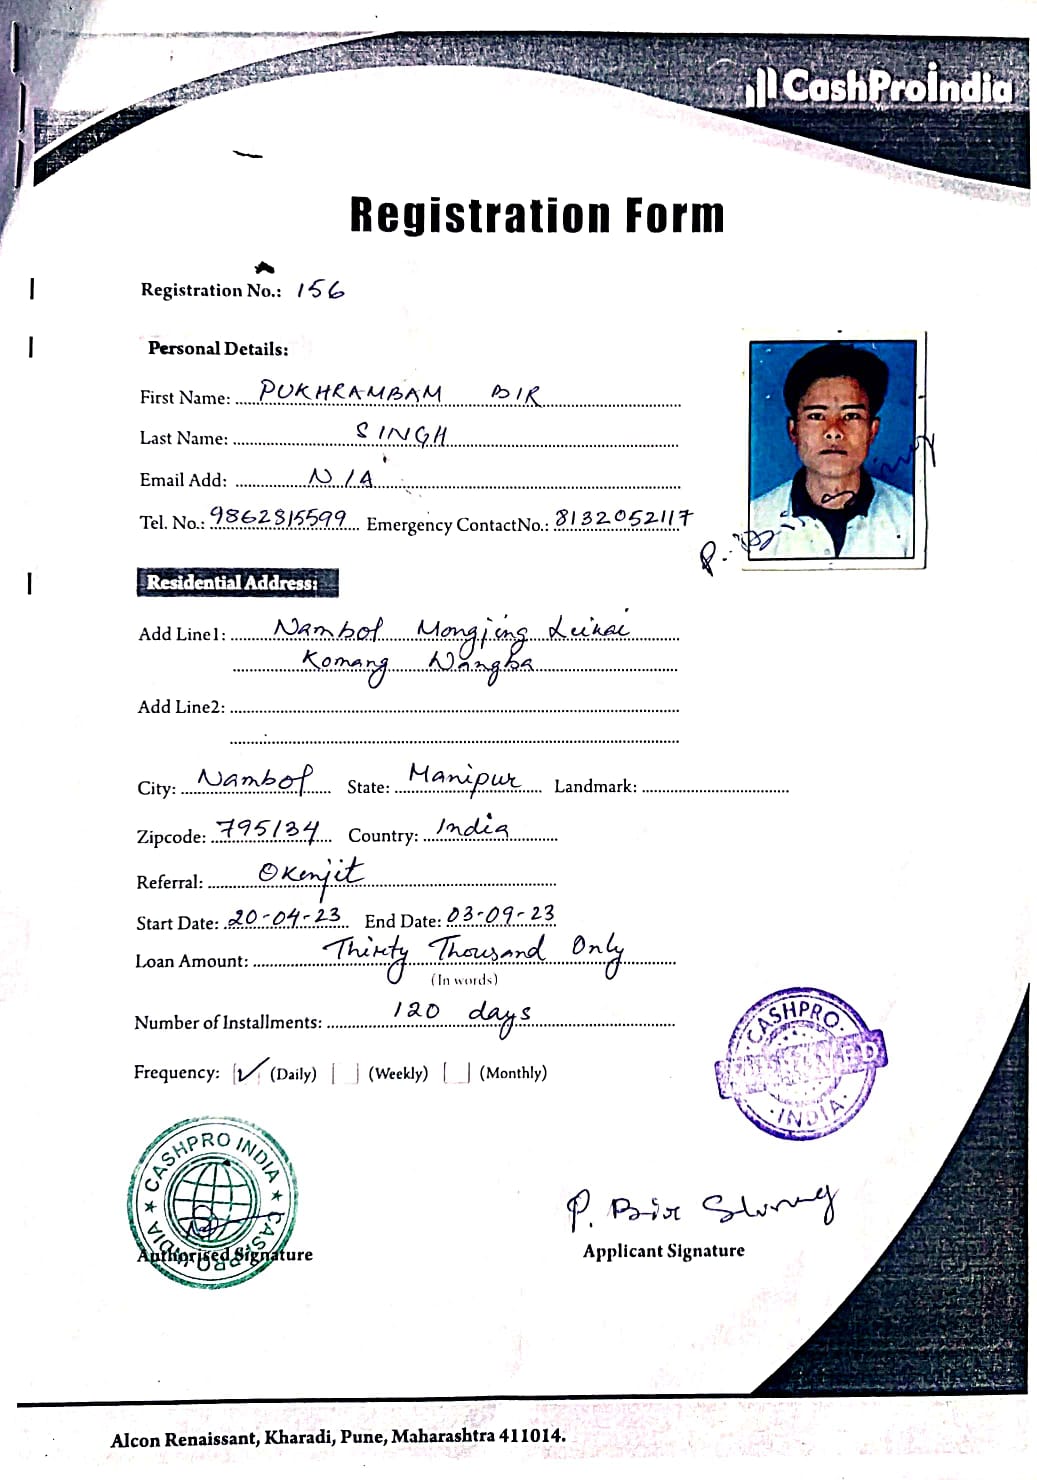 CashProIndia
Registration Form
Registration No.: 156
Personal Details:
First Name: PUKHRAMBAM BIR
Last Name: SINGH
Email Add: N/A
Tel. No.: 9862815599 Emergency ContactNo.: 8132052117
P. Bir
Residential Address:
Add Line1: Nambol Mongjing Leikai
Komang Wangba
Add Line2:
City: Nambol State: Manipur Landmark:
Zipcode: 795134 Country: India
Referral: Okenjit
Start Date: 20-04-23 End Date: 03-09-23
Loan Amount: Thirty Thousand Only
(In words)
Number of Installments: 120 days
Frequency: (Daily) (Weekly) (Monthly)
CASHPRO
INDIA
CASHPRO INDIA ★ CASHPRO INDIA ★
P. Bir
Authorised Signature
Applicant Signature
Alcon Renaissant, Kharadi, Pune, Maharashtra 411014.